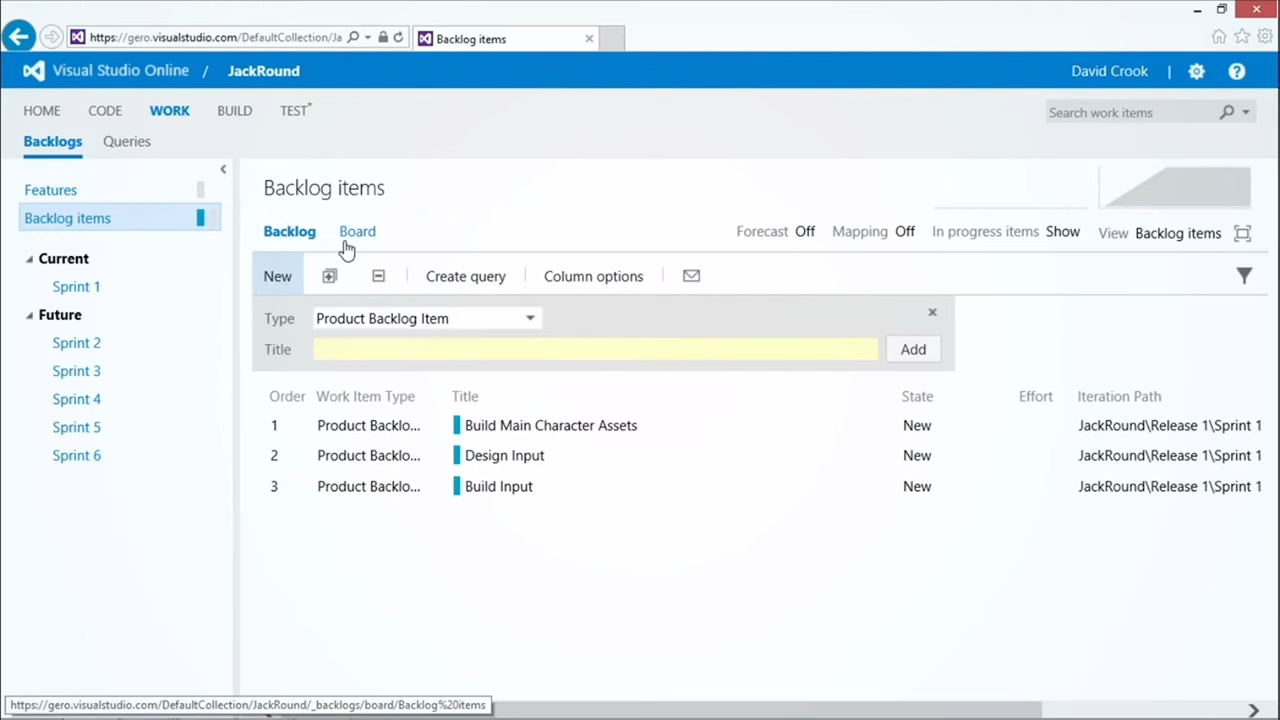 https://gero.visualstudio.com/DefaultCollection/Ja
Backlog items
Visual Studio Online / JackRound
David Crook |
HOME CODE WORK BUILD TEST*
Search work items
Backlogs Queries
Features
Backlog items
Current
Sprint 1
Future
Sprint 2
Sprint 3
Sprint 4
Sprint 5
Sprint 6
Backlog items
Backlog Board
Forecast Off Mapping Off In progress items Show View Backlog items
New Create query Column options
Type Product Backlog Item
Title Add
Order Work Item Type Title State Effort Iteration Path
1 Product Backlo... Build Main Character Assets New JackRound\Release 1\Sprint 1
2 Product Backlo... Design Input New JackRound\Release 1\Sprint 1
3 Product Backlo... Build Input New JackRound\Release 1\Sprint 1
https://gero.visualstudio.com/DefaultCollection/JackRound/_backlogs/board/Backlog%20items